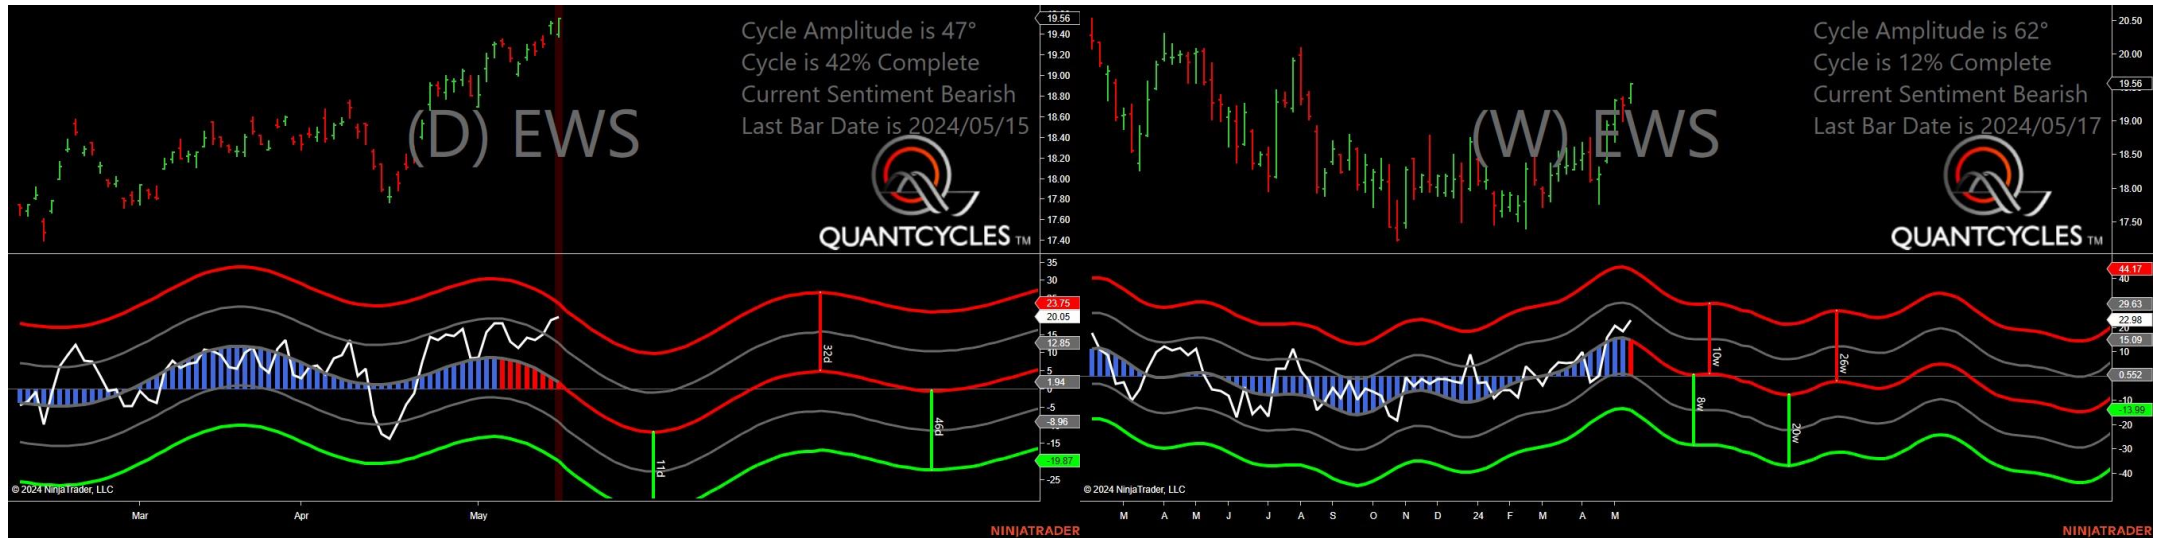 Cycle Amplitude is 47°
Cycle is 42% Complete
Current Sentiment Bearish
Last Bar Date is 2024/05/15
(D) EWS
QUANTCYCLES TM
19.56
19.40
19.20
19.00
18.80
18.60
18.40
18.20
18.00
17.80
17.60
17.40
35
30
23.75
20.05
15
12.85
10
5
1.94
0
-5
-8.96
-15
-19.87
-25
11d
32d
46d
© 2024 NinjaTrader, LLC
Mar
Apr
May
NINJATRADER
Cycle Amplitude is 62°
Cycle is 12% Complete
Current Sentiment Bearish
Last Bar Date is 2024/05/17
(W) EWS
QUANTCYCLES TM
20.50
20.00
19.56
19.00
18.50
18.00
17.50
44.17
40
29.63
22.98
20
15.09
10
0.552
-10
-13.99
-20
-30
-40
8w
10w
20w
26w
© 2024 NinjaTrader, LLC
M A M J J A S O N D 24 F M A M
NINJATRADER